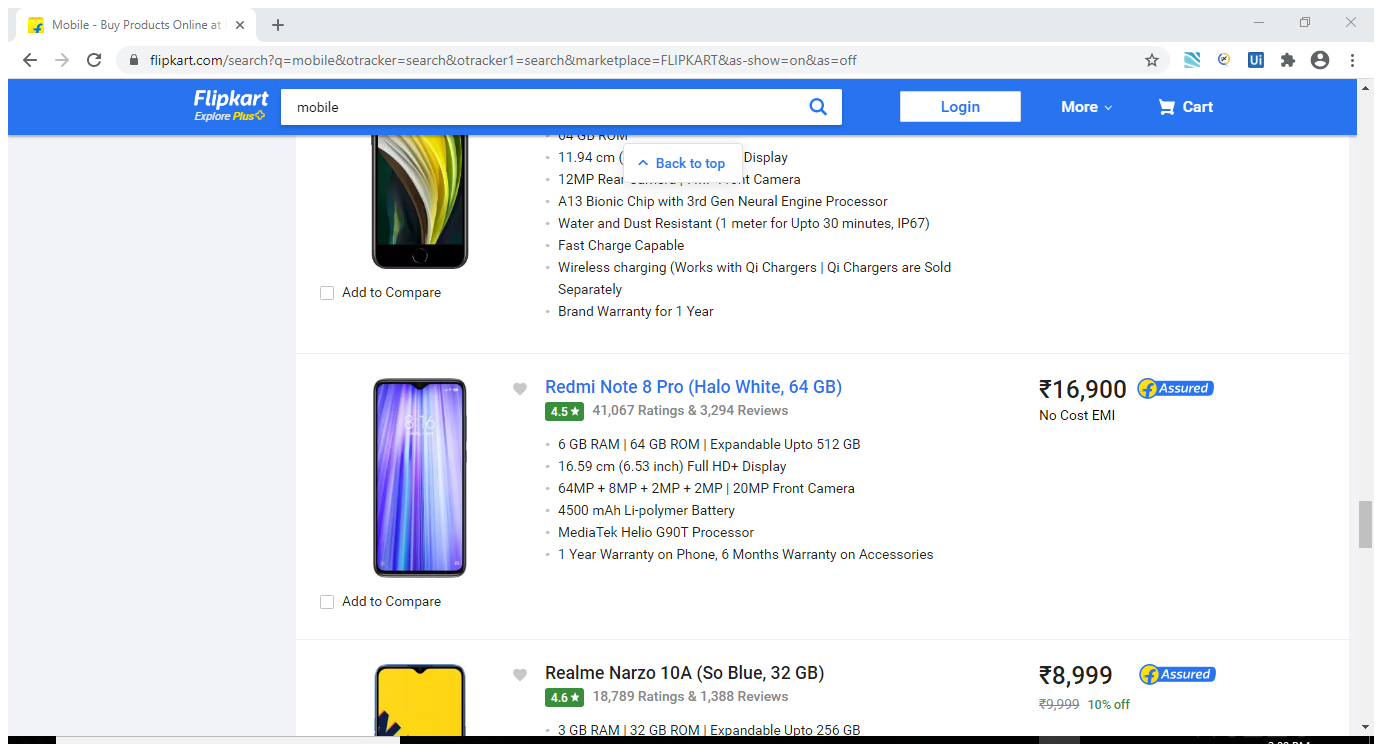 Mobile - Buy Products Online at
flipkart.com/search?q=mobile&otracker=search&otracker1=search&marketplace=FLIPKART&as-show=on&as=off
Ui
Flipkart
Explore Plus
mobile
Login
More
Cart
64 GB ROM
Back to top
11.94 cm (
Display
12MP Rear Camera |
Front Camera
A13 Bionic Chip with 3rd Gen Neural Engine Processor
Water and Dust Resistant (1 meter for Upto 30 minutes, IP67)
Fast Charge Capable
Wireless charging (Works with Qi Chargers | Qi Chargers are Sold
Separately
Brand Warranty for 1 Year
Add to Compare
8:16
Redmi Note 8 Pro (Halo White, 64 GB)
4.5★ 41,067 Ratings & 3,294 Reviews
6 GB RAM | 64 GB ROM | Expandable Upto 512 GB
16.59 cm (6.53 inch) Full HD+ Display
64MP + 8MP + 2MP + 2MP | 20MP Front Camera
4500 mAh Li-polymer Battery
MediaTek Helio G90T Processor
1 Year Warranty on Phone, 6 Months Warranty on Accessories
₹16,900 Assured
No Cost EMI
Add to Compare
Realme Narzo 10A (So Blue, 32 GB)
4.6★ 18,789 Ratings & 1,388 Reviews
3 GB RAM | 32 GB ROM | Expandable Upto 256 GB
₹8,999 Assured
₹9,999 10% off